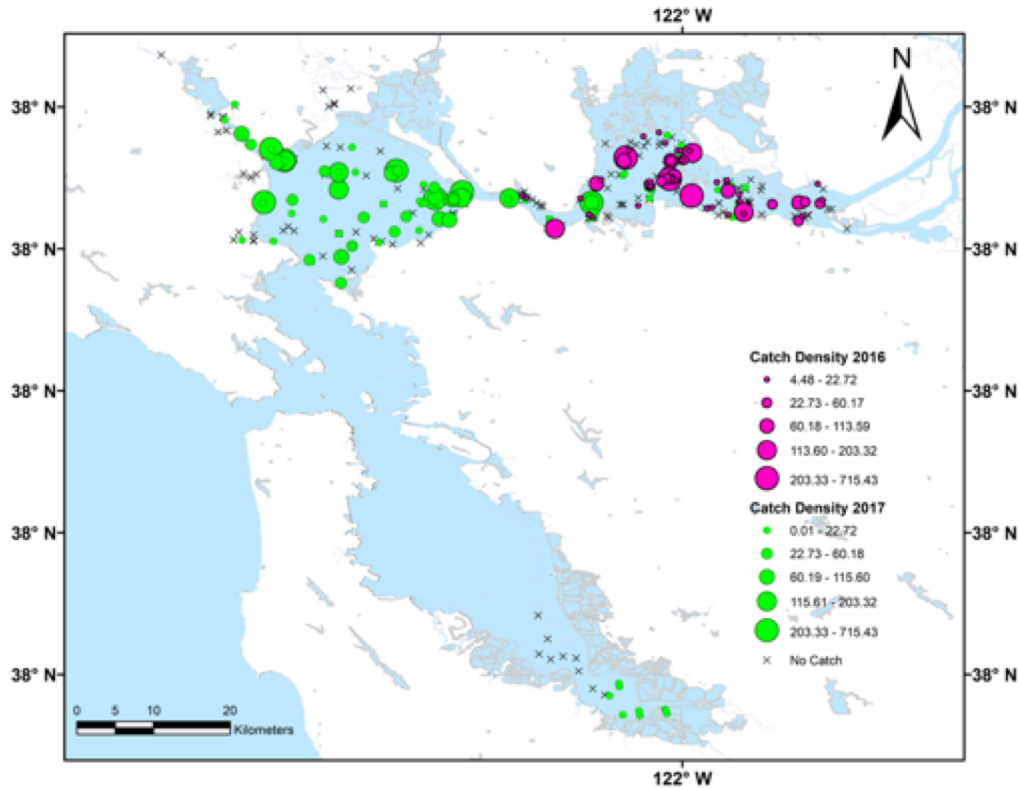 122° W
N
38° N 38° N
38° N 38° N
38° N 38° N
Catch Density 2016
4.48 - 22.72
22.73 - 60.17
60.18 - 113.59
113.60 - 203.32
203.33 - 715.43
Catch Density 2017
38° N 38° N
0.01 - 22.72
22.73 - 60.18
60.19 - 115.60
115.61 - 203.32
203.33 - 715.43
No Catch
38° N 38° N
0 5 10 20
Kilometers
122° W